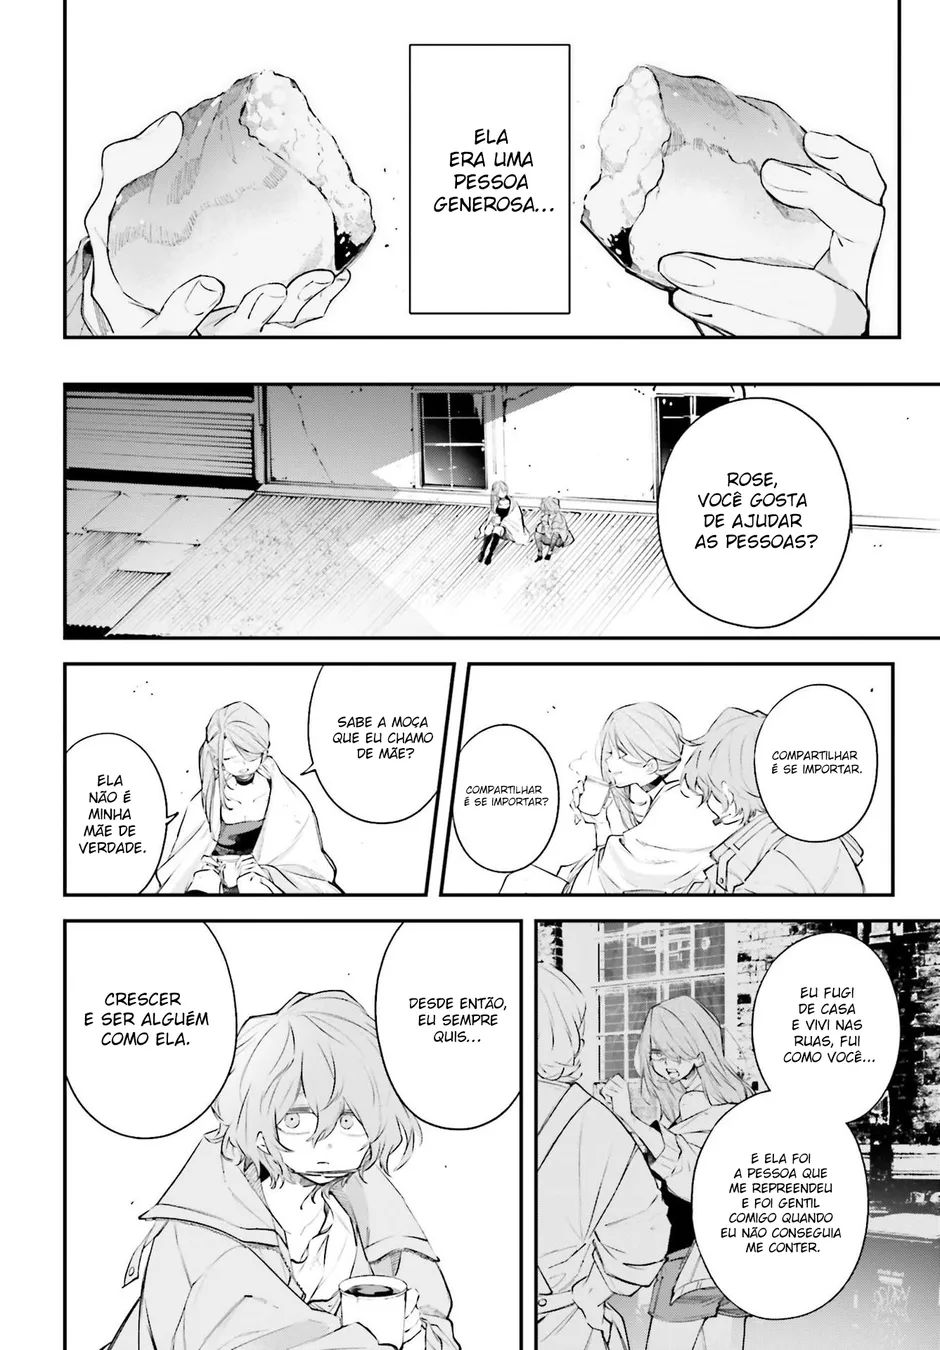 ELA
ERA UMA
PESSOA
GENEROSA...
ROSE,
VOCÊ GOSTA
DE AJUDAR
AS PESSOAS?
COMPARTILHAR
É SE IMPORTAR.
COMPARTILHAR
É SE IMPORTAR?
SABE A MOÇA
QUE EU CHAMO
DE MÃE?
ELA
NÃO É
MINHA
MÃE DE
VERDADE.
EU FUGI
DE CASA
E VIVI NAS
RUAS, FUI
COMO VOCÊ...
E ELA FOI
A PESSOA QUE
ME REPREENDEU
E FOI GENTIL
COMIGO QUANDO
EU NÃO CONSEGUIA
ME CONTER.
DESDE ENTÃO,
EU SEMPRE
QUIS...
CRESCER
E SER ALGUÉM
COMO ELA.